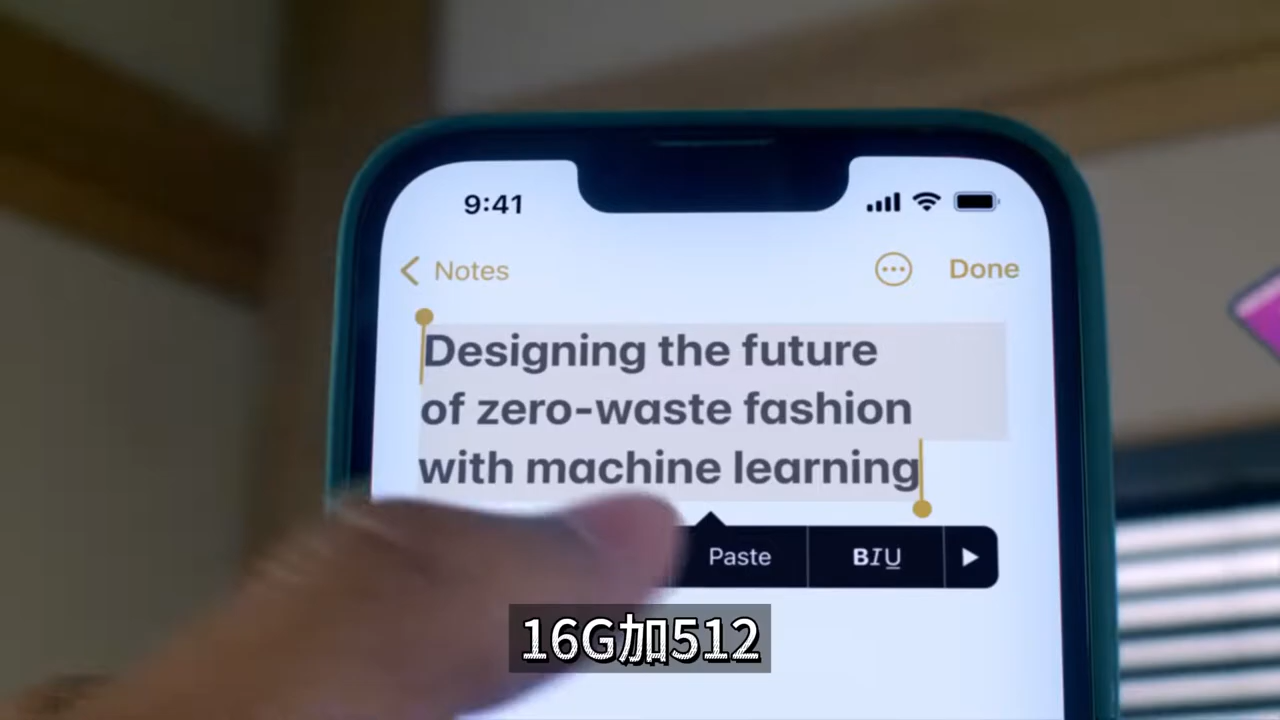 9:41
Notes
Done
Designing the future
of zero-waste fashion
with machine learning
Paste
BIU
16G加512